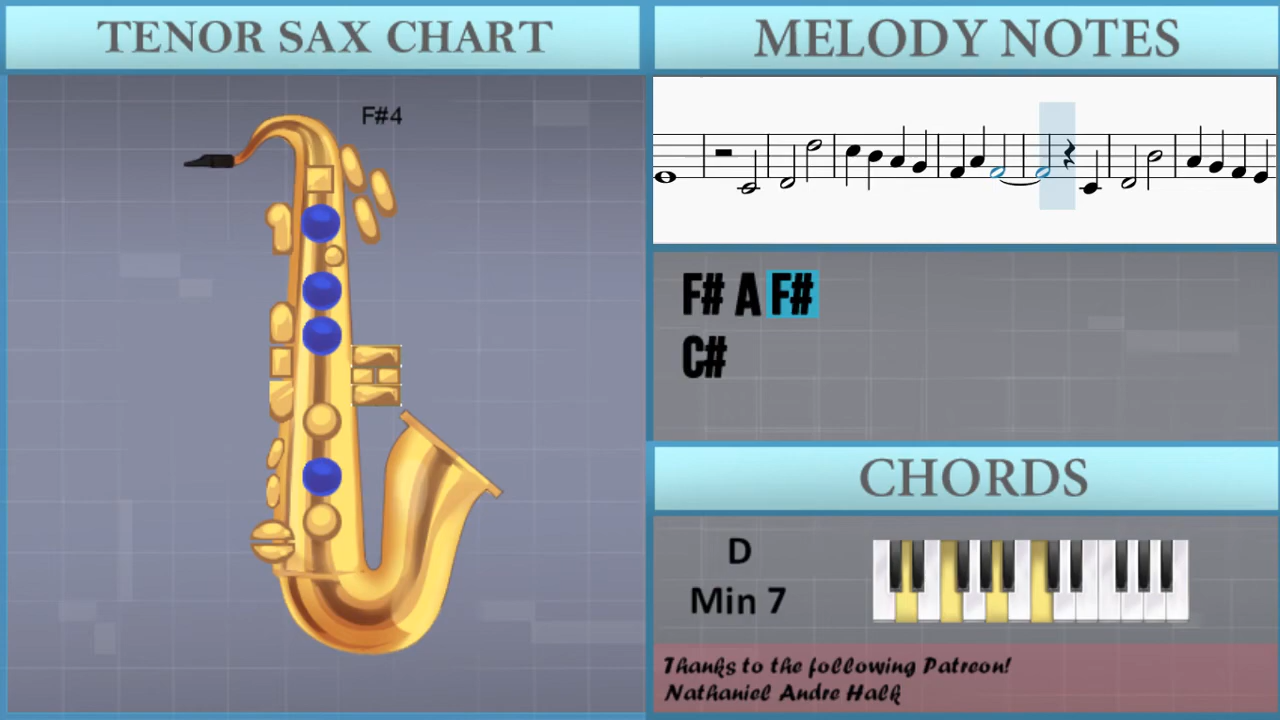 TENOR SAX CHART
F#4
MELODY NOTES
F# A F#
C#
CHORDS
D
Min 7
Thanks to the following Patreon!
Nathaniel Andre Halk